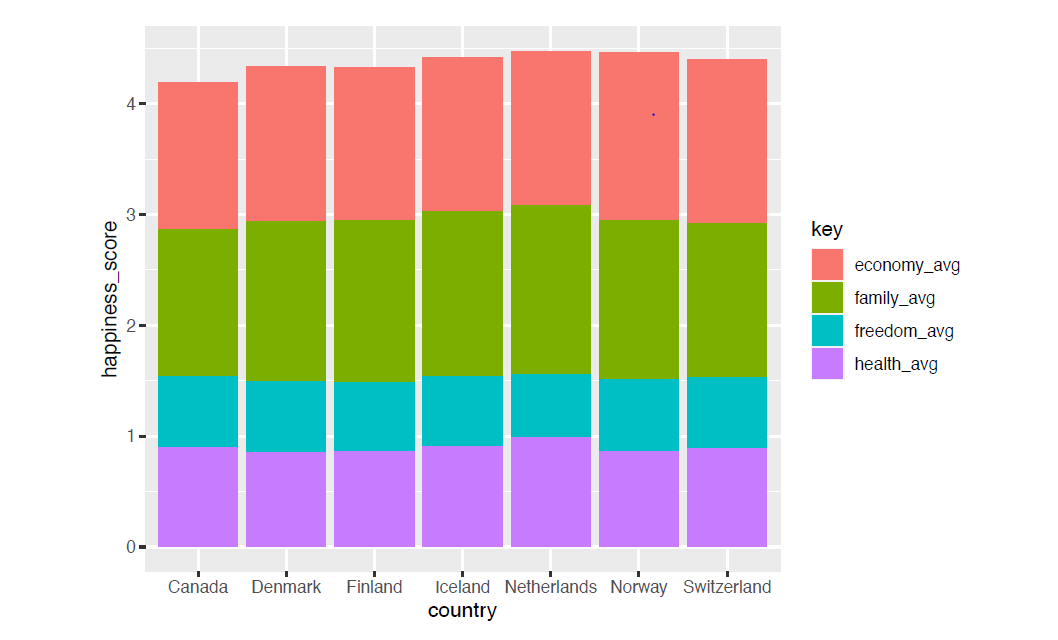 happiness_score
4
3
2
1
0
Canada Denmark Finland Iceland Netherlands Norway Switzerland
country
key
economy_avg
family_avg
freedom_avg
health_avg